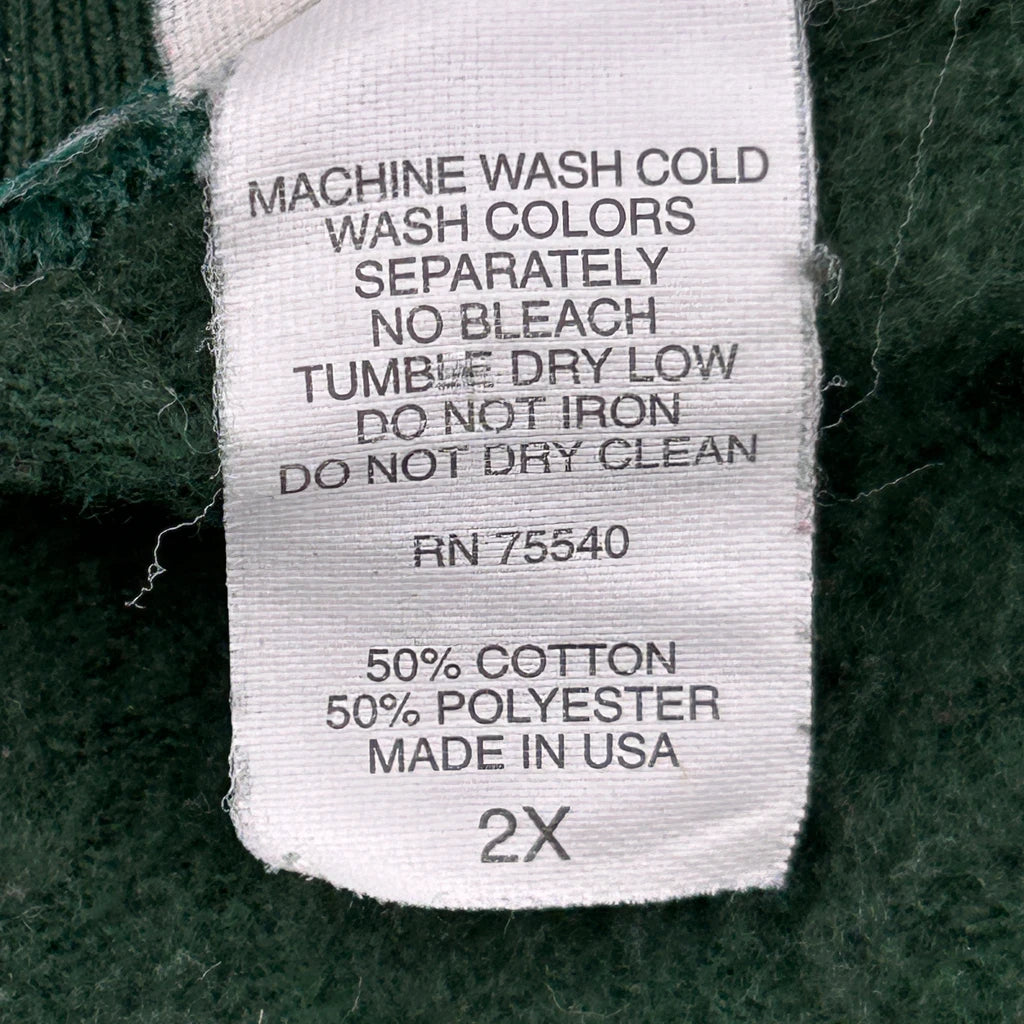 MACHINE WASH COLD
WASH COLORS
SEPARATELY
NO BLEACH
TUMBLE DRY LOW
DO NOT IRON
DO NOT DRY CLEAN
RN 75540
50% COTTON
50% POLYESTER
MADE IN USA
2X